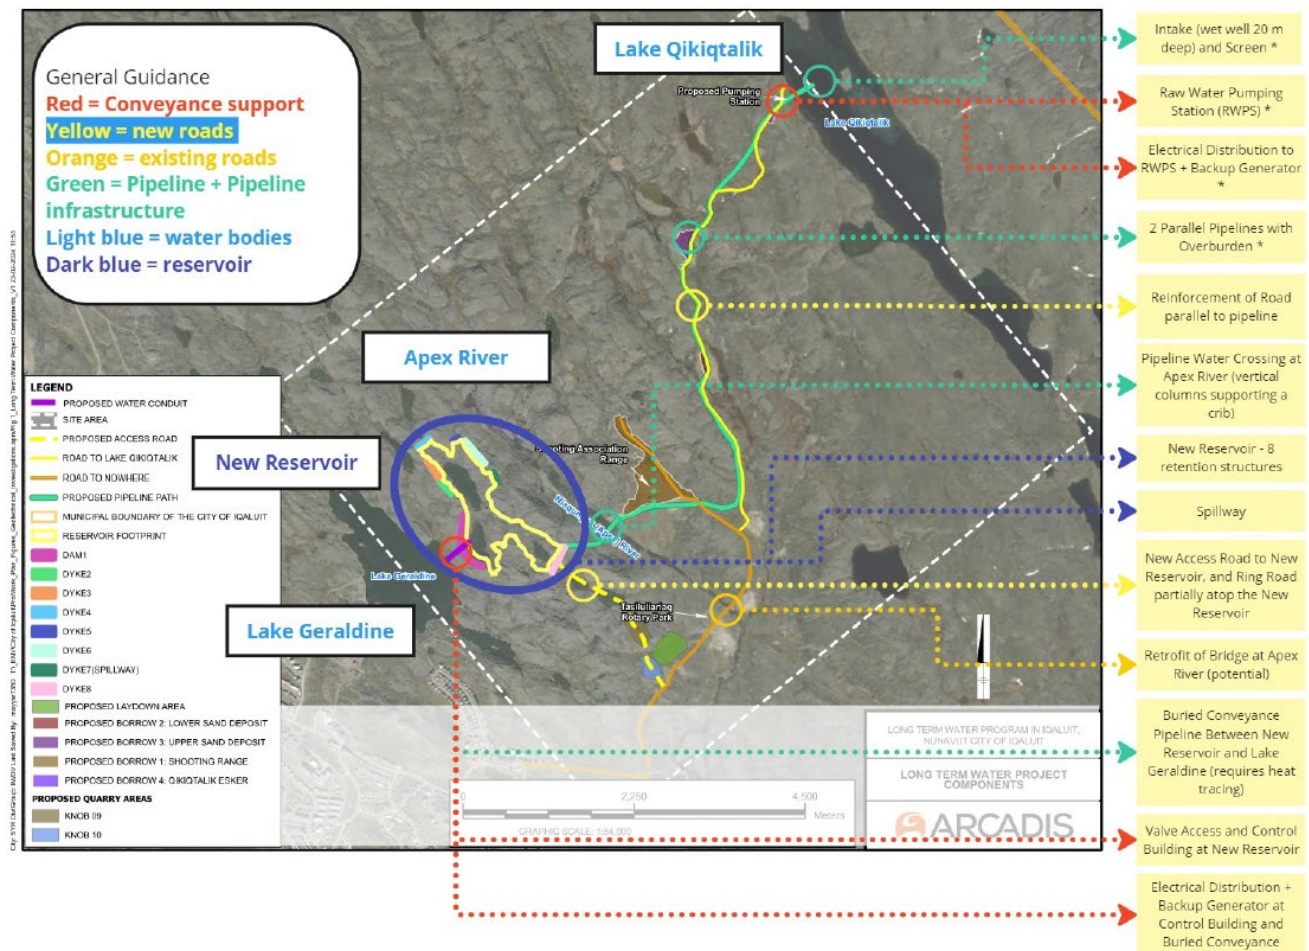 Lake Qikiqtalik
General Guidance
Red = Conveyance support
Yellow = new roads
Orange = existing roads
Green = Pipeline + Pipeline
infrastructure
Light blue = water bodies
Dark blue = reservoir
Proposed Pumping
Station
Lake Qikiqtalik
Apex River
New Reservoir
Shooting Association
Range
(Apex) River
Lake Geraldine
Lake Geraldine
Rotary Park
LEGEND
PROPOSED WATER CONDUIT
SITE AREA
PROPOSED ACCESS ROAD
ROAD TO LAKE QIKIQTALIK
ROAD TO NOWHERE
PROPOSED PIPELINE PATH
MUNICIPAL BOUNDARY OF THE CITY OF IQALUIT
RESERVOIR FOOTPRINT
DAM1
DYKE2
DYKE3
DYKE4
DYKE5
DYKE6
DYKE7(SPILLWAY)
DYKE8
PROPOSED LAYDOWN AREA
PROPOSED BORROW 2: LOWER SAND DEPOSIT
PROPOSED BORROW 3: UPPER SAND DEPOSIT
PROPOSED BORROW 1: SHOOTING RANGE
PROPOSED BORROW 4: QIKIQTALIK ESKER
PROPOSED QUARRY AREAS
KNOB 09
KNOB 10
0
2,250
4,500
Meters
GRAPHIC SCALE: 1:54,000
LONG TERM WATER PROGRAM IN IQALUIT,
NUNAVUT CITY OF IQALUIT
LONG TERM WATER PROJECT
COMPONENTS
ARCADIS
Intake (wet well 20 m
deep) and Screen *
Raw Water Pumping
Station (RWPS) *
Electrical Distribution to
RWPS + Backup Generator
*
2 Parallel Pipelines with
Overburden *
Reinforcement of Road
parallel to pipeline
Pipeline Water Crossing at
Apex River (vertical
columns supporting a
crib)
New Reservoir - 8
retention structures
Spillway
New Access Road to New
Reservoir, and Ring Road
partially atop the New
Reservoir
Retrofit of Bridge at Apex
River (potential)
Buried Conveyance
Pipeline Between New
Reservoir and Lake
Geraldine (requires heat
tracing)
Valve Access and Control
Building at New Reservoir
Electrical Distribution +
Backup Generator at
Control Building and
Buried Conveyance